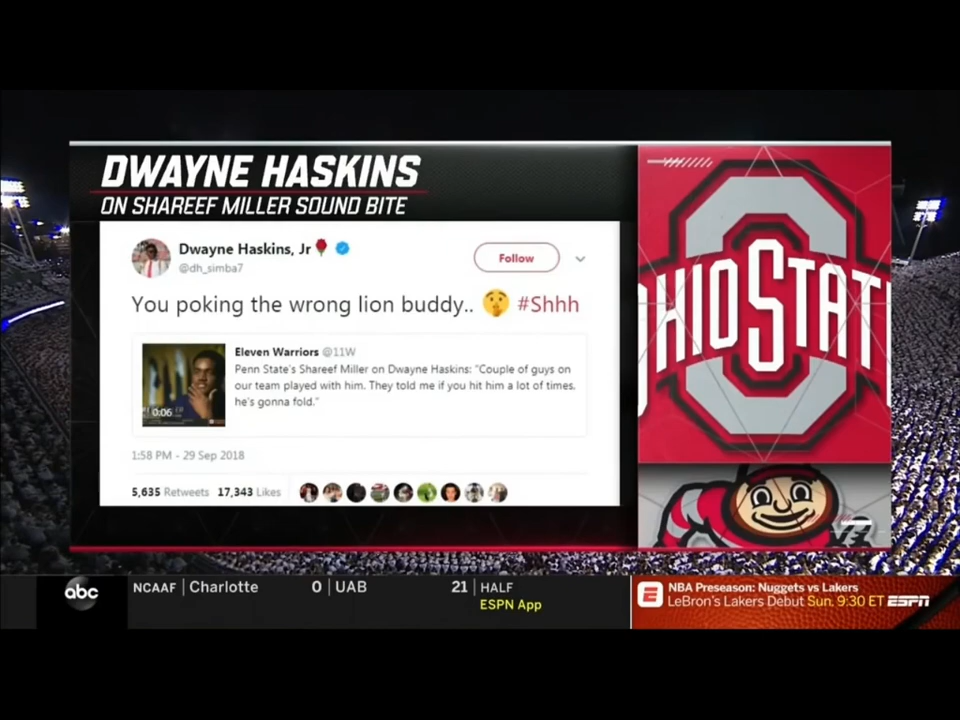 DWAYNE HASKINS
ON SHAREEF MILLER SOUND BITE
Dwayne Haskins, Jr🌹
@dh_simba7
Follow
You poking the wrong lion buddy.. 🤫 #Shhh
Eleven Warriors @11W
Penn State's Shareef Miller on Dwayne Haskins: "Couple of guys on
our team played with him. They told me if you hit him a lot of times,
he's gonna fold."
0:06
1:58 PM - 29 Sep 2018
5,635 Retweets 17,343 Likes
OHIO STATE
abc
NCAAF | Charlotte 0 | UAB 21 | HALF
ESPN App
E
NBA Preseason: Nuggets vs Lakers
LeBron's Lakers Debut Sun. 9:30 ET ESPN